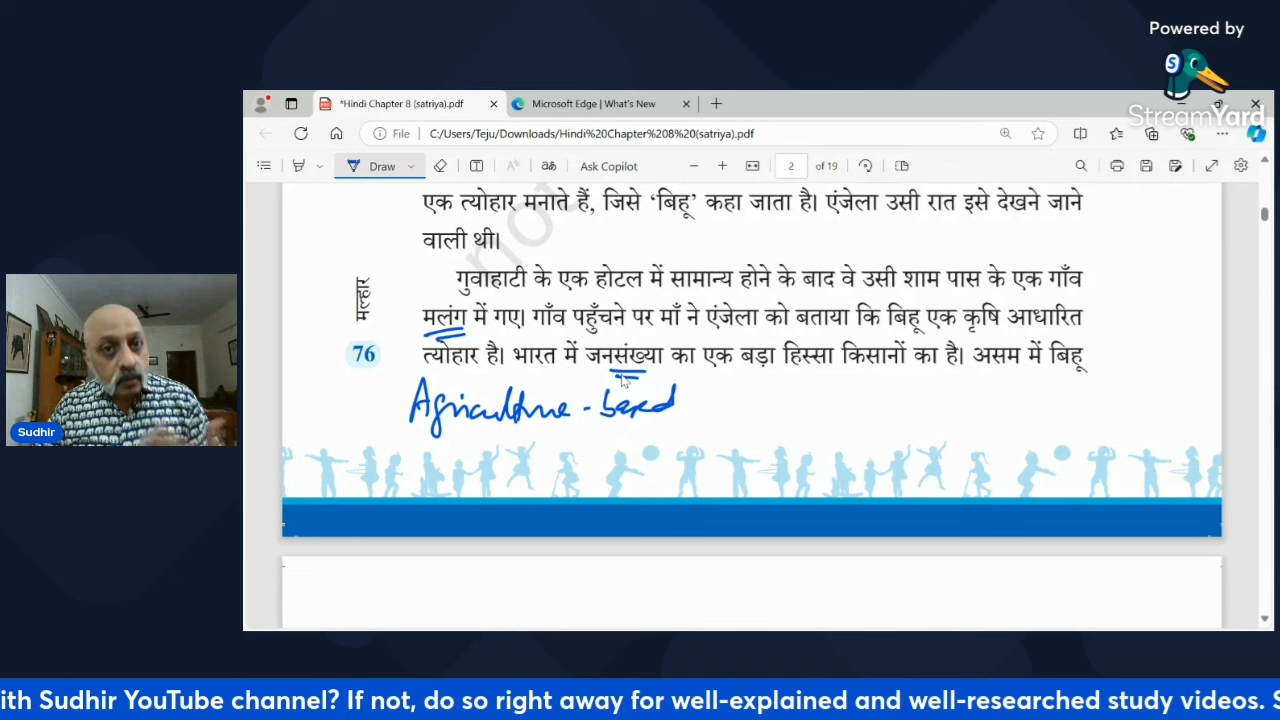 Powered by
S
StreamYard
*Hindi Chapter 8 (satriya).pdf
Microsoft Edge | What's New
File
C:/Users/Teju/Downloads/Hindi%20Chapter%208%20(satriya).pdf
Draw
Ask Copilot
2
of 19
एक त्योहार मनाते हैं, जिसे ‘बिहू’ कहा जाता है। एंजेला उसी रात इसे देखने जाने
वाली थी।
not
गुवाहाटी के एक होटल में सामान्य होने के बाद वे उसी शाम पास के एक गाँव
मलंग में गए। गाँव पहुँचने पर माँ ने एंजेला को बताया कि बिहू एक कृषि आधारित
त्योहार है। भारत में जनसंख्या का एक बड़ा हिस्सा किसानों का है। असम में बिहू
मल्हार
76
Agriculture - based
Sudhir
ith Sudhir YouTube channel? If not, do so right away for well-explained and well-researched study videos. S